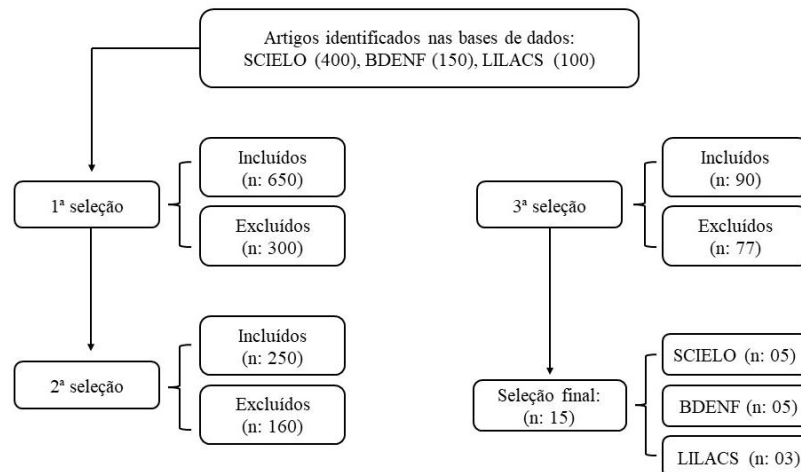 Artigos identificados nas bases de dados:
SCIELO (400), BDENF (150), LILACS (100)
1ª seleção
Incluídos
(n: 650)
Excluídos
(n: 300)
2ª seleção
Incluídos
(n: 250)
Excluídos
(n: 160)
3ª seleção
Incluídos
(n: 90)
Excluídos
(n: 77)
Seleção final:
(n: 15)
SCIELO (n: 05)
BDENF (n: 05)
LILACS (n: 03)